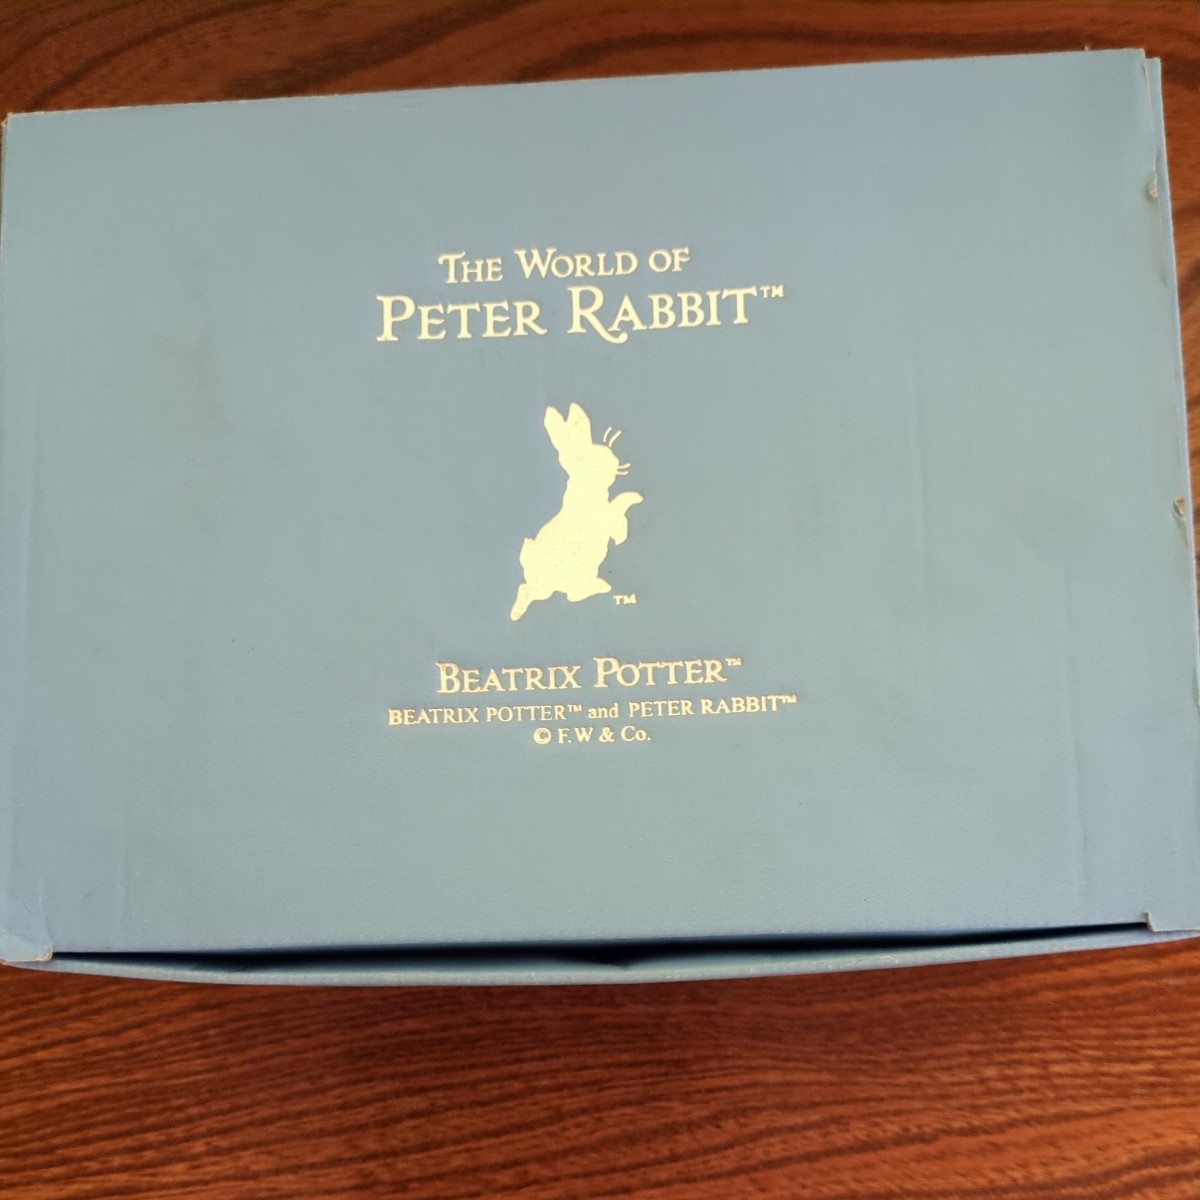 THE WORLD OF
PETER RABBIT™
™
BEATRIX POTTER™
BEATRIX POTTER™ and PETER RABBIT™
© F.W & Co.